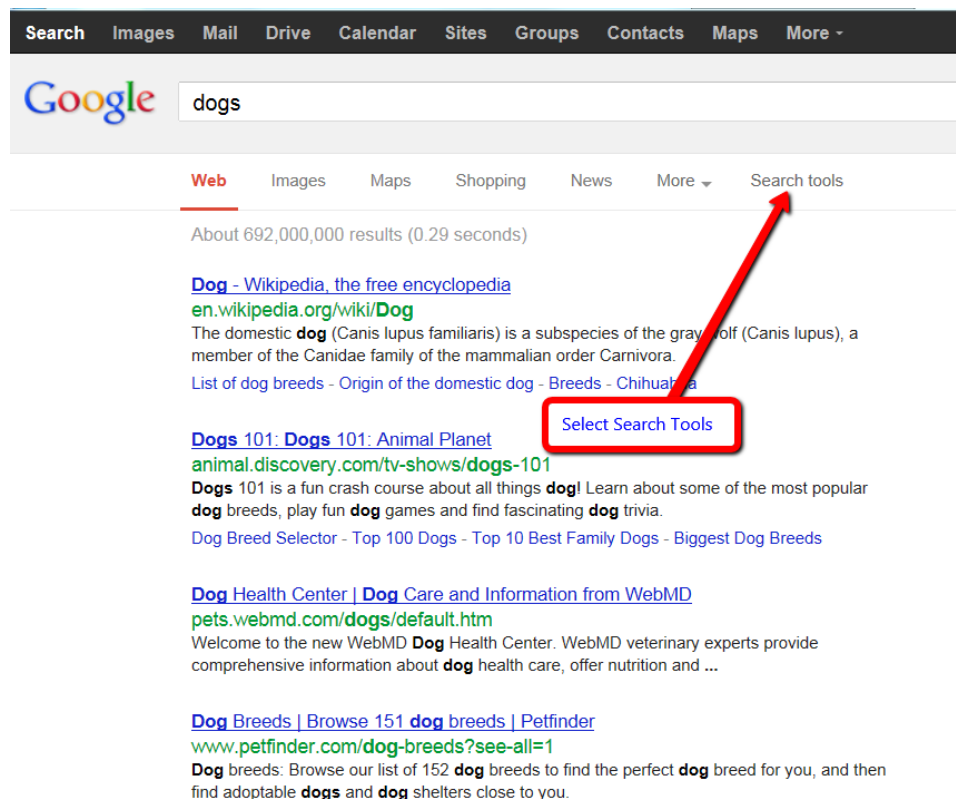 Search Images Mail Drive Calendar Sites Groups Contacts Maps More
Google dogs
Web Images Maps Shopping News More Search tools
About 692,000,000 results (0.29 seconds)
Dog - Wikipedia, the free encyclopedia
en.wikipedia.org/wiki/Dog
The domestic dog (Canis lupus familiaris) is a subspecies of the gray wolf (Canis lupus), a
member of the Canidae family of the mammalian order Carnivora.
List of dog breeds - Origin of the domestic dog - Breeds - Chihuahua
Select Search Tools
Dogs 101: Dogs 101: Animal Planet
animal.discovery.com/tv-shows/dogs-101
Dogs 101 is a fun crash course about all things dog! Learn about some of the most popular
dog breeds, play fun dog games and find fascinating dog trivia.
Dog Breed Selector - Top 100 Dogs - Top 10 Best Family Dogs - Biggest Dog Breeds
Dog Health Center | Dog Care and Information from WebMD
pets.webmd.com/dogs/default.htm
Welcome to the new WebMD Dog Health Center. WebMD veterinary experts provide
comprehensive information about dog health care, offer nutrition and ...
Dog Breeds | Browse 151 dog breeds | Petfinder
www.petfinder.com/dog-breeds?see-all=1
Dog breeds: Browse our list of 152 dog breeds to find the perfect dog breed for you, and then
find adoptable dogs and dog shelters close to you.